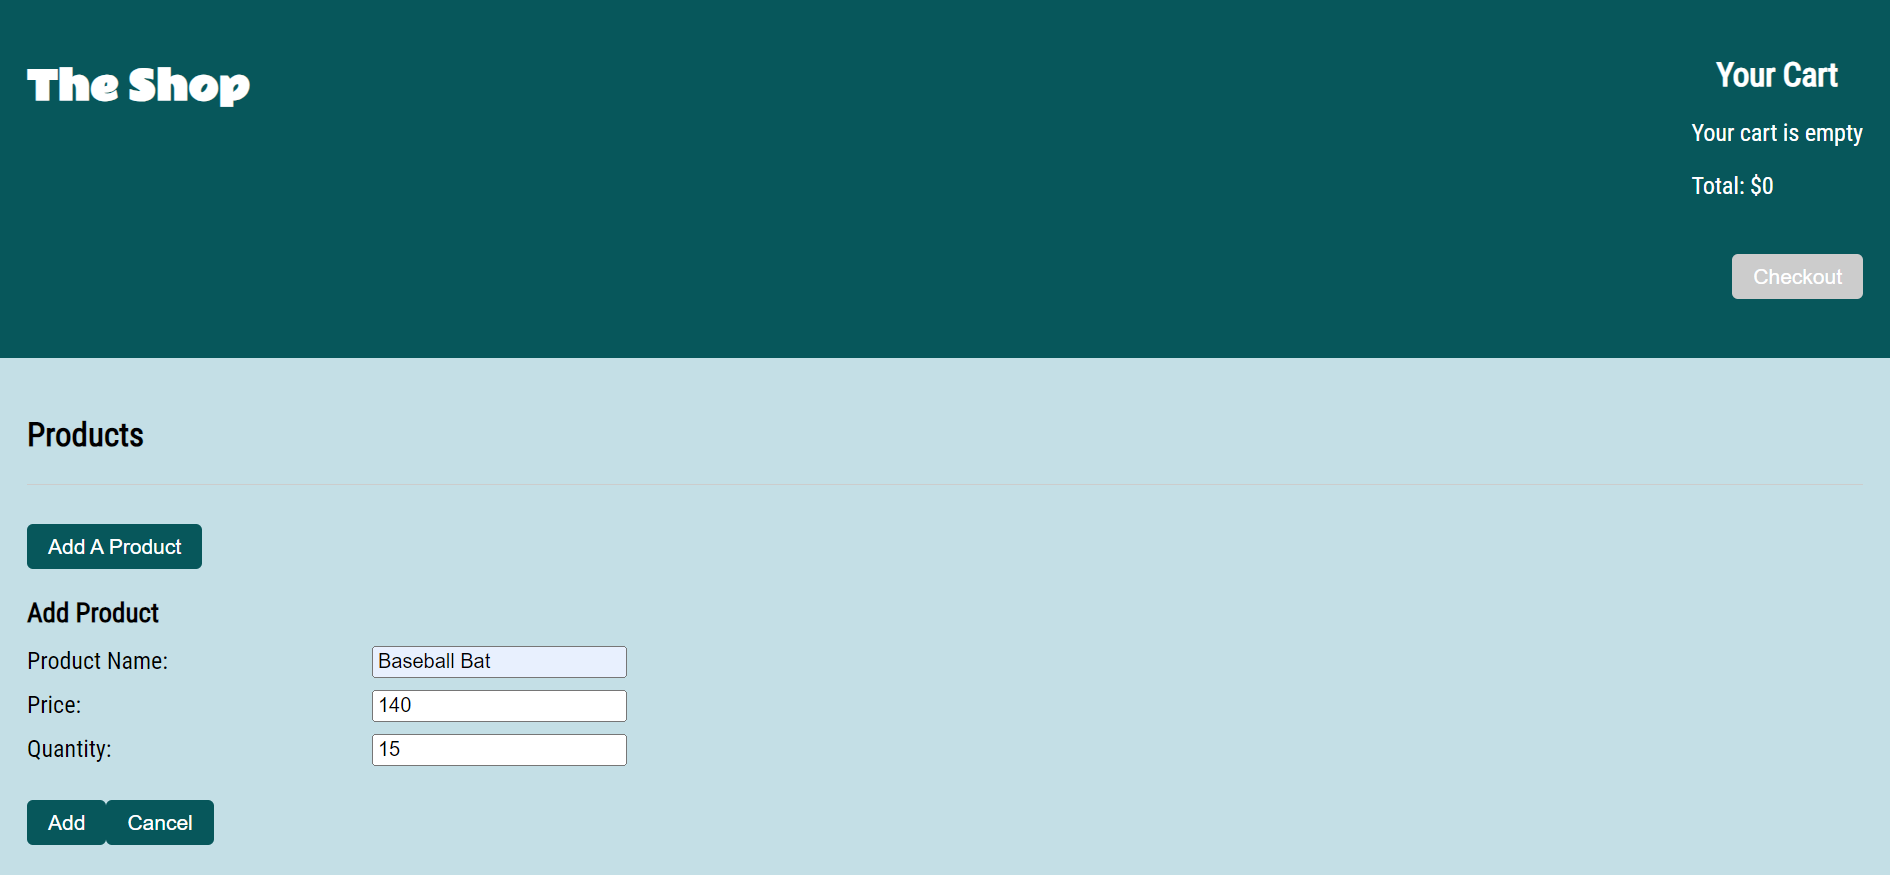 The Shop
Your Cart
Your cart is empty
Total: $0
Checkout
Products
Add A Product
Add Product
Product Name: Baseball Bat
Price: 140
Quantity: 15
Add Cancel